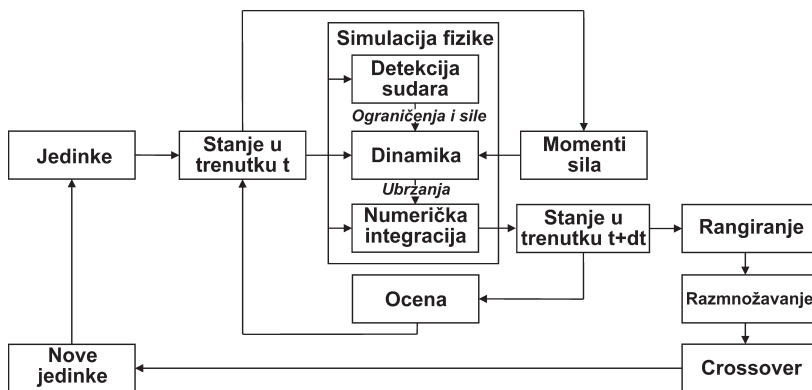 Simulacija fizike
Detekcija
sudara
Ograničenja i sile
Jedinke
Stanje u
trenutku t
Dinamika
Momenti
sila
Ubrzanja
Numerička
integracija
Stanje u
trenutku t+dt
Rangiranje
Ocena
Razmnožavanje
Nove
jedinke
Crossover